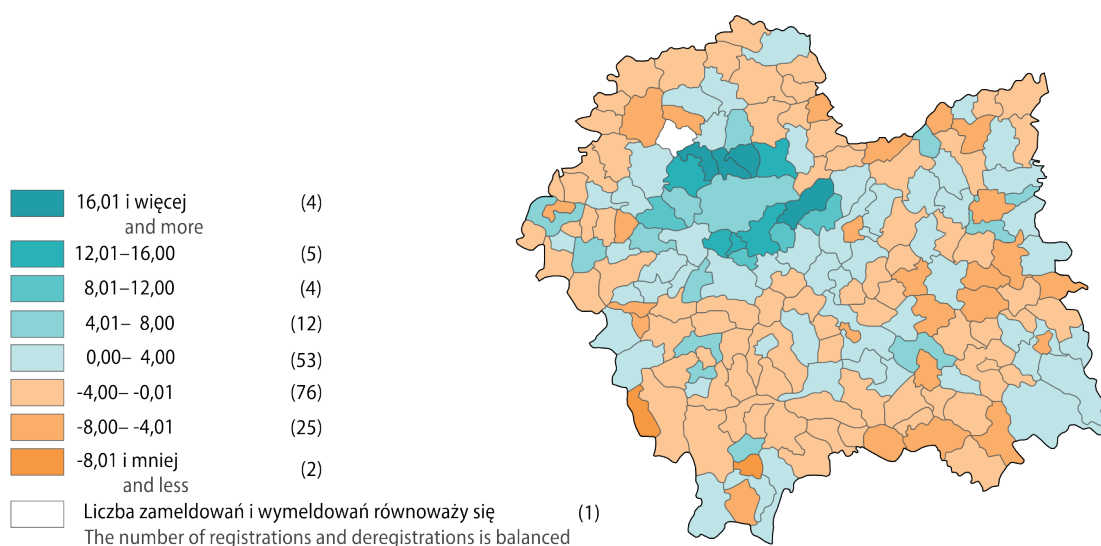 16,01 i więcej (4)
and more
12,01–16,00 (5)
8,01–12,00 (4)
4,01– 8,00 (12)
0,00– 4,00 (53)
-4,00– -0,01 (76)
-8,00– -4,01 (25)
-8,01 i mniej (2)
and less
Liczba zameldowań i wymeldowań równoważy się (1)
The number of registrations and deregistrations is balanced